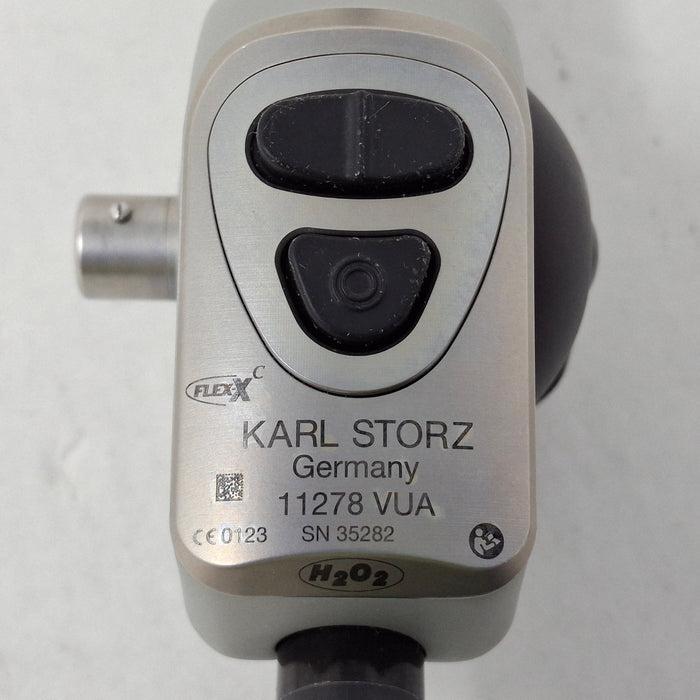 FLEX-X C
KARL STORZ
Germany
11278 VUA
CE 0123 SN 35282
H2O2